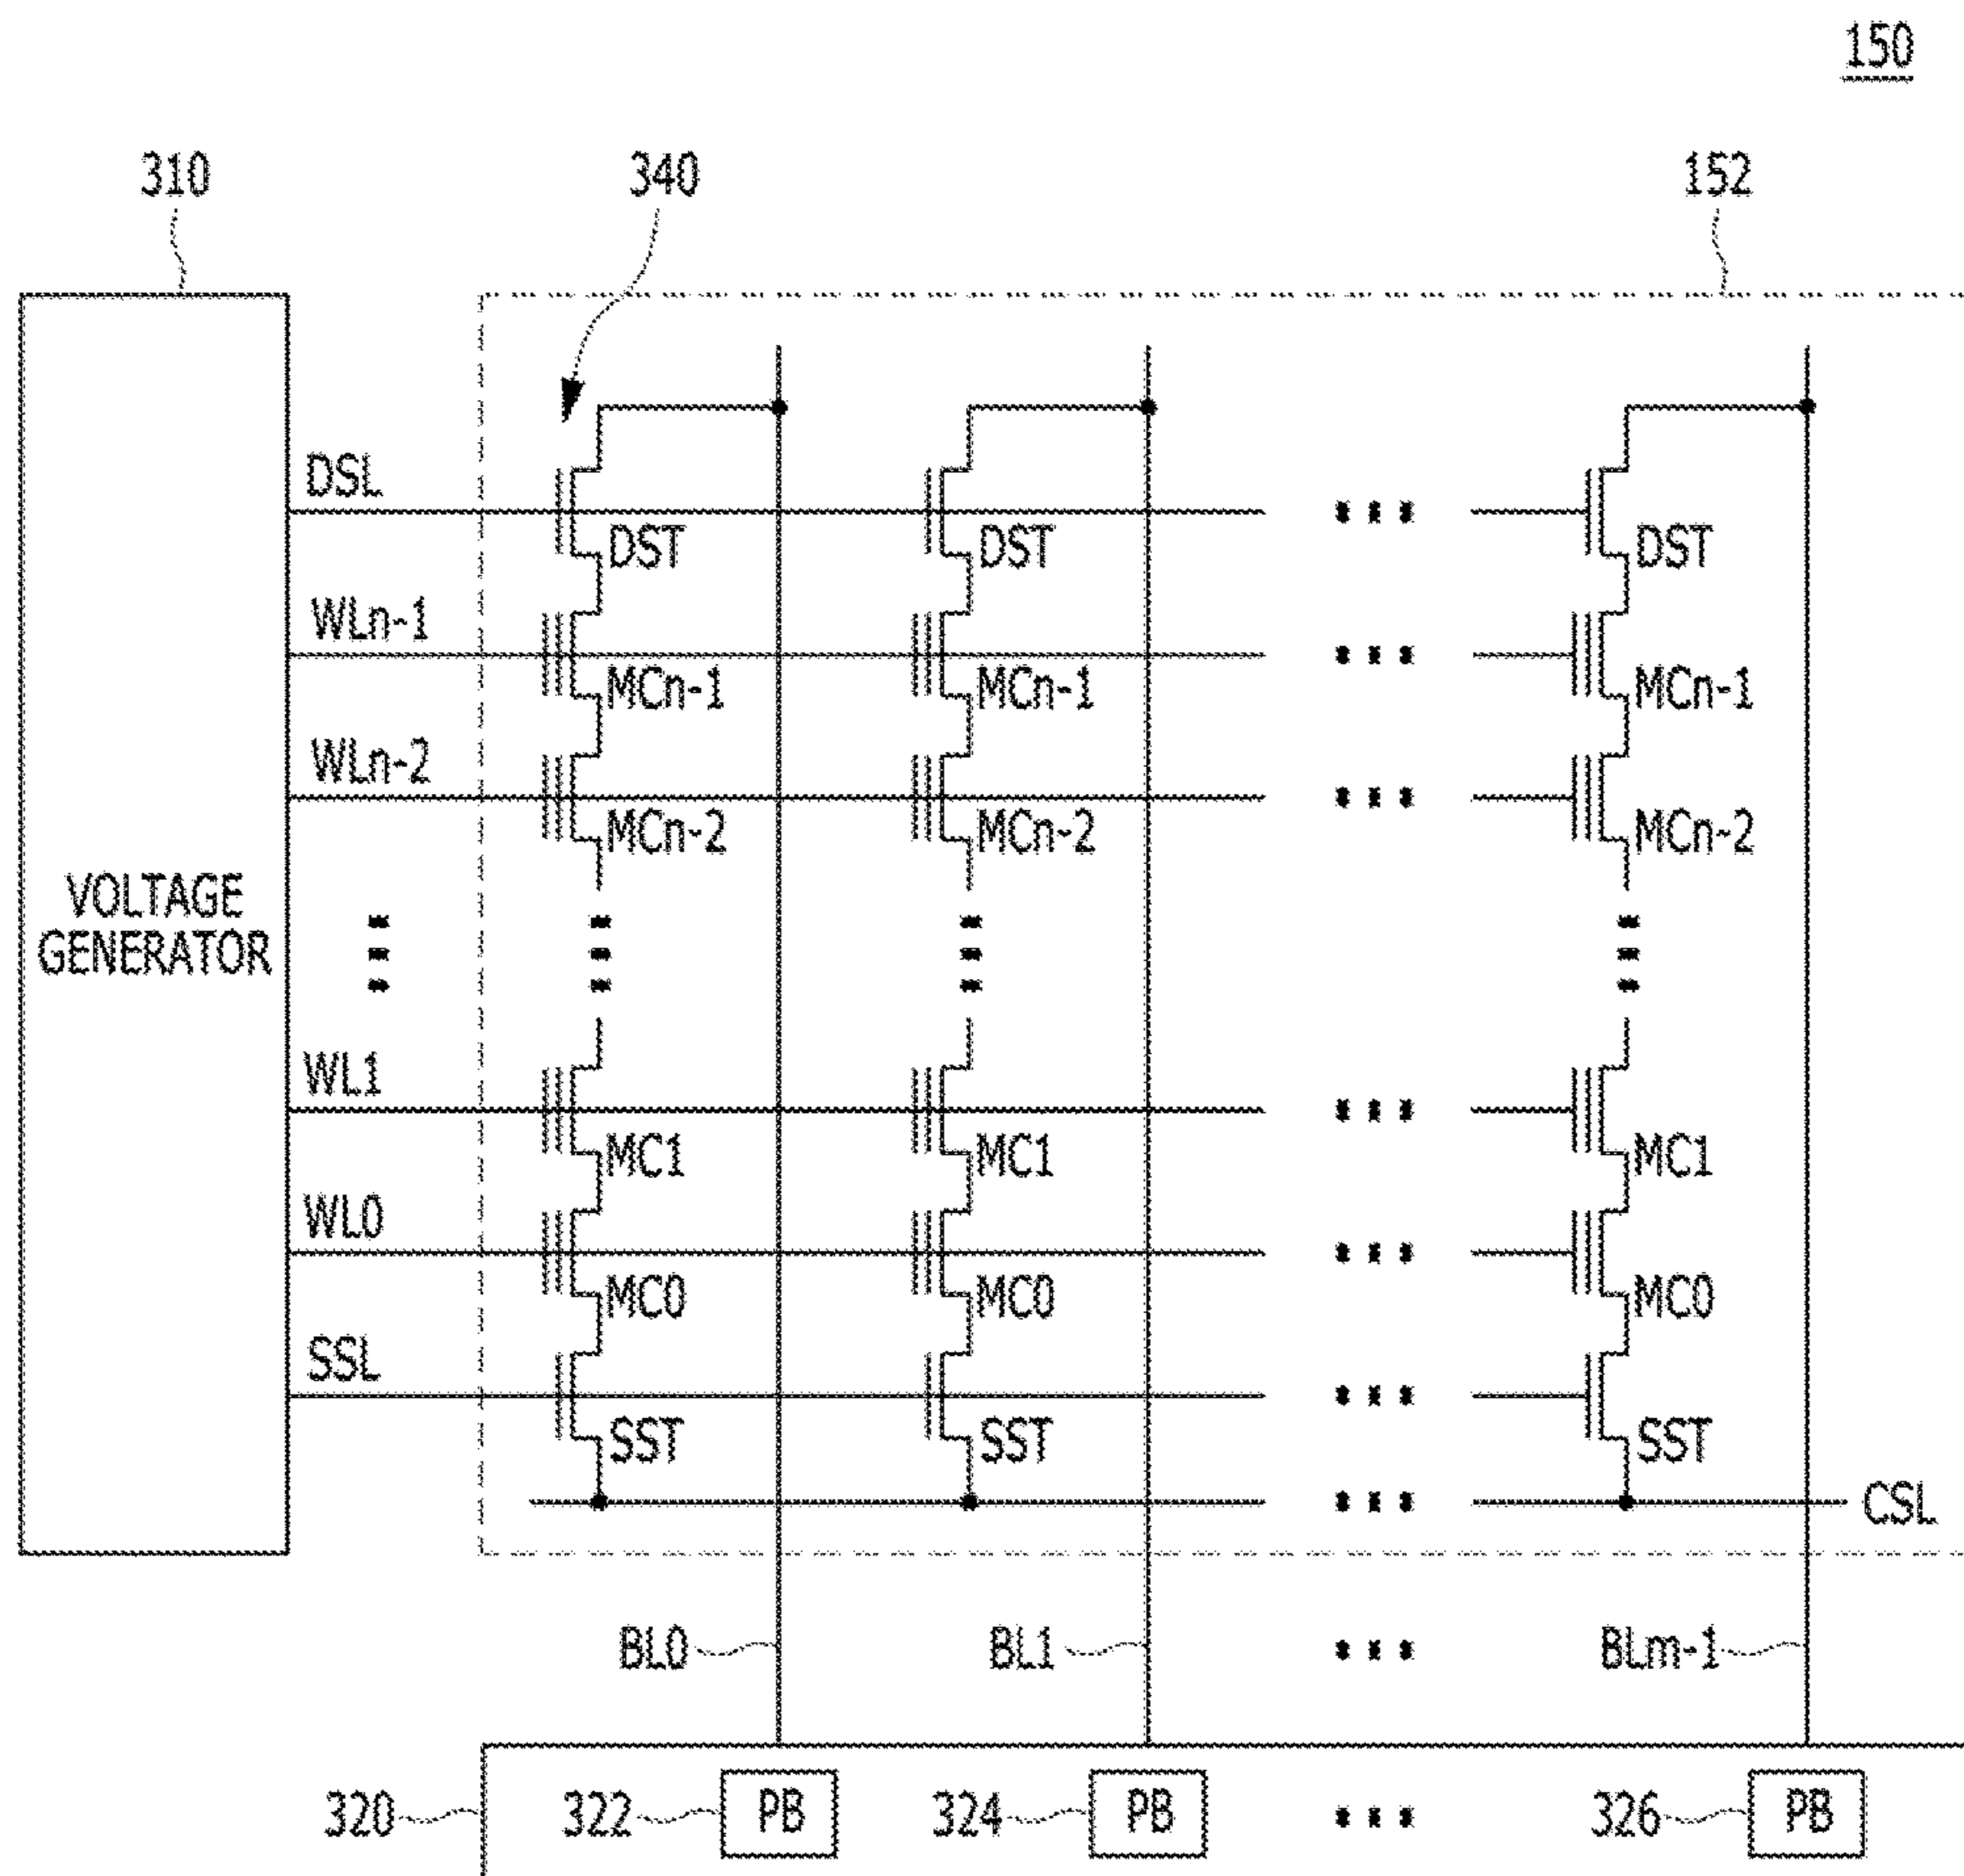 150
310 340 152
DSL
DST DST DST
WLn-1
MCn-1 MCn-1 MCn-1
WLn-2
MCn-2 MCn-2 MCn-2
VOLTAGE
GENERATOR
WL1
MC1 MC1 MC1
WL0
MC0 MC0 MC0
SSL
SST SST SST
CSL
BL0 BL1 BLm-1
320 322 PB 324 PB 326 PB